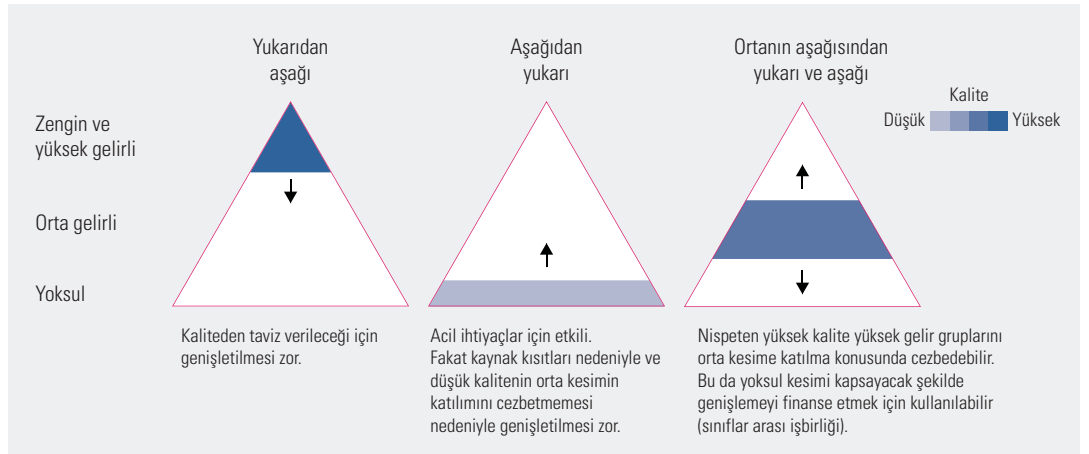 Yukarıdan
aşağı
Aşağıdan
yukarı
Ortanın aşağısından
yukarı ve aşağı
Kalite
Düşük
Yüksek
Zengin ve
yüksek gelirli
Orta gelirli
Yoksul
Kaliteden taviz verileceği için
genişletilmesi zor.
Acil ihtiyaçlar için etkili.
Fakat kaynak kısıtları nedeniyle ve
düşük kalitenin orta kesimin
katılımını cezbetmemesi
nedeniyle genişletilmesi zor.
Nispeten yüksek kalite yüksek gelir gruplarını
orta kesime katılma konusunda cezbedebilir.
Bu da yoksul kesimi kapsayacak şekilde
genişlemeyi finanse etmek için kullanılabilir
(sınıflar arası işbirliği).